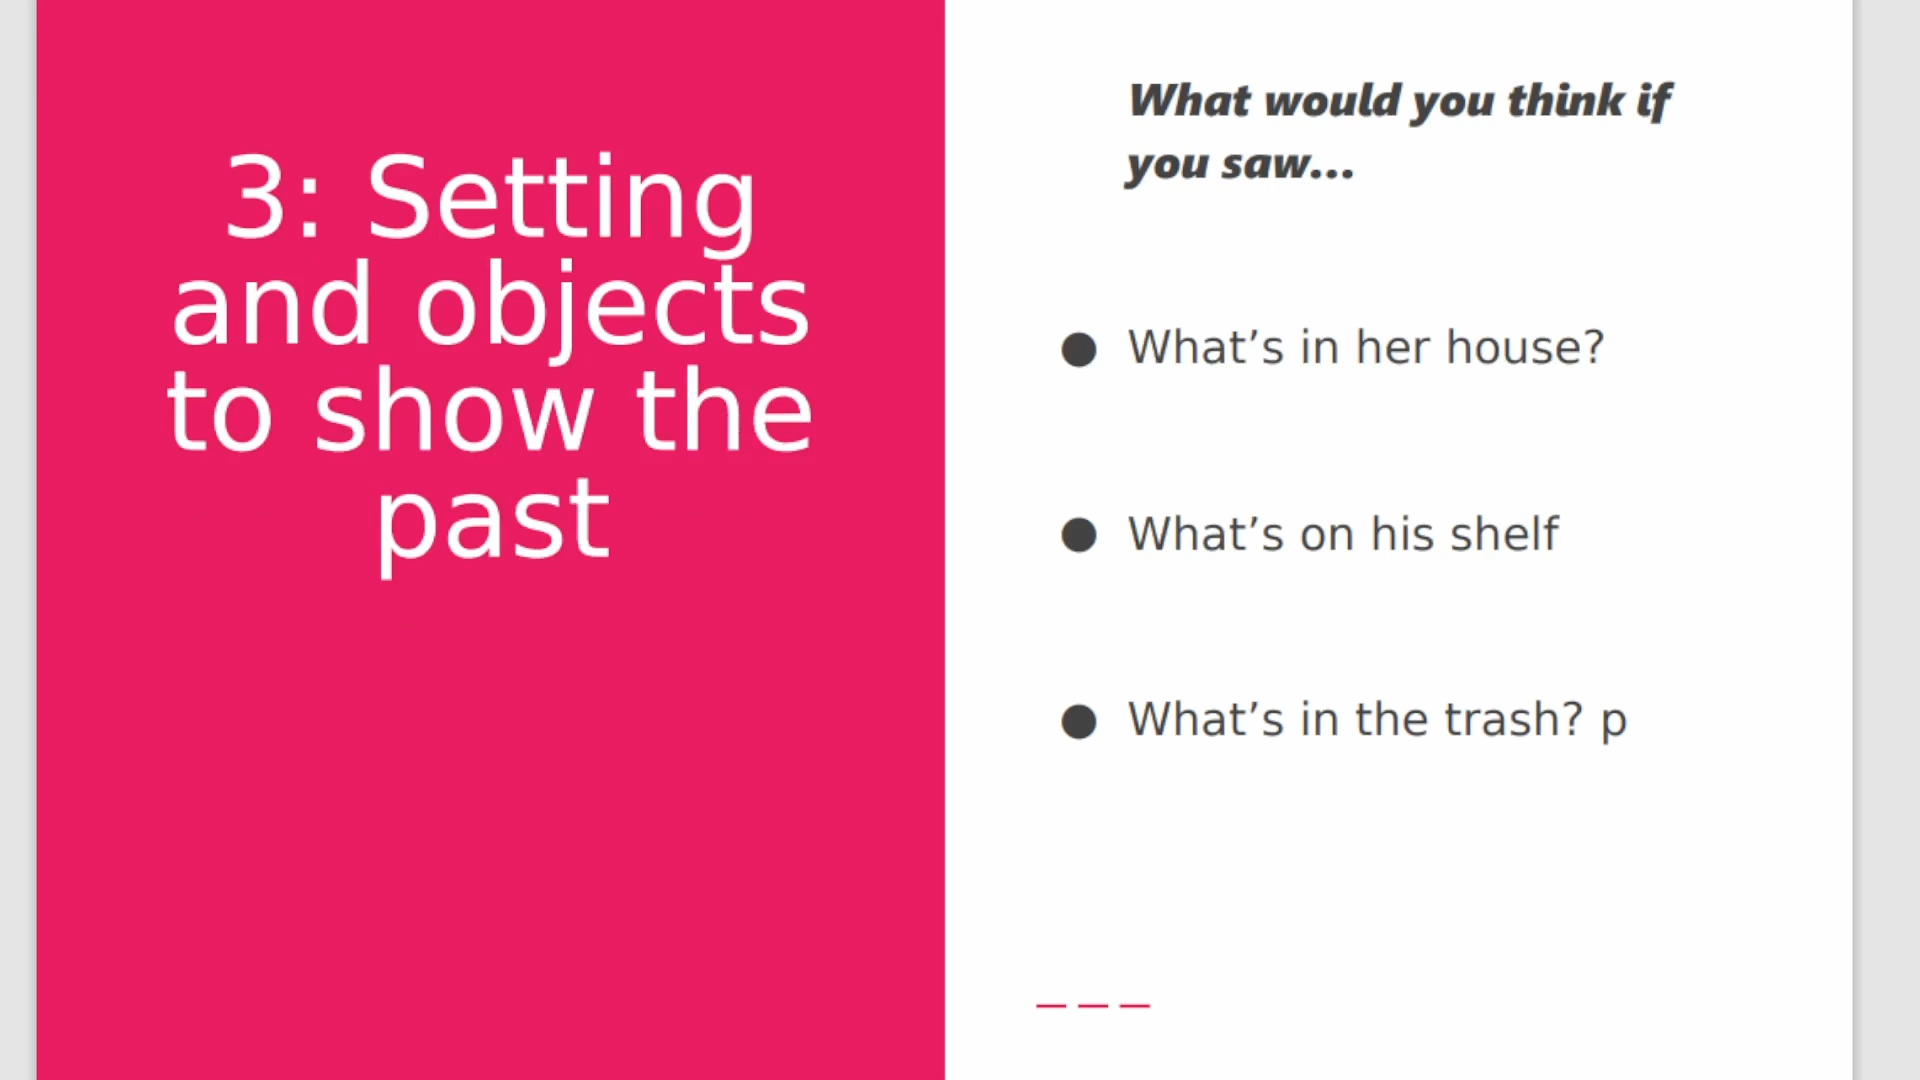 3: Setting
and objects
to show the
past
What would you think if
you saw...
● What’s in her house?
● What’s on his shelf
● What’s in the trash? p